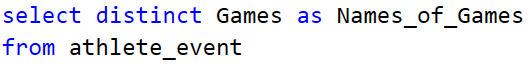 select distinct Games as Names_of_Games
from athlete_event